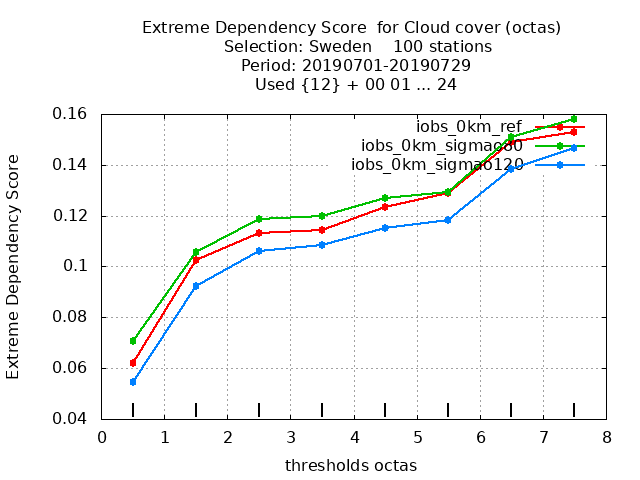 Extreme Dependency Score  for Cloud cover (octas)
Selection: Sweden    100 stations
Period: 20190701-20190729
Used {12} + 00 01 ... 24
0.16
0.14
0.12
0.1
0.08
0.06
0.04
Extreme Dependency Score
iobs_0km_ref
iobs_0km_sigmao80
iobs_0km_sigmao120
0 1 2 3 4 5 6 7 8
thresholds octas